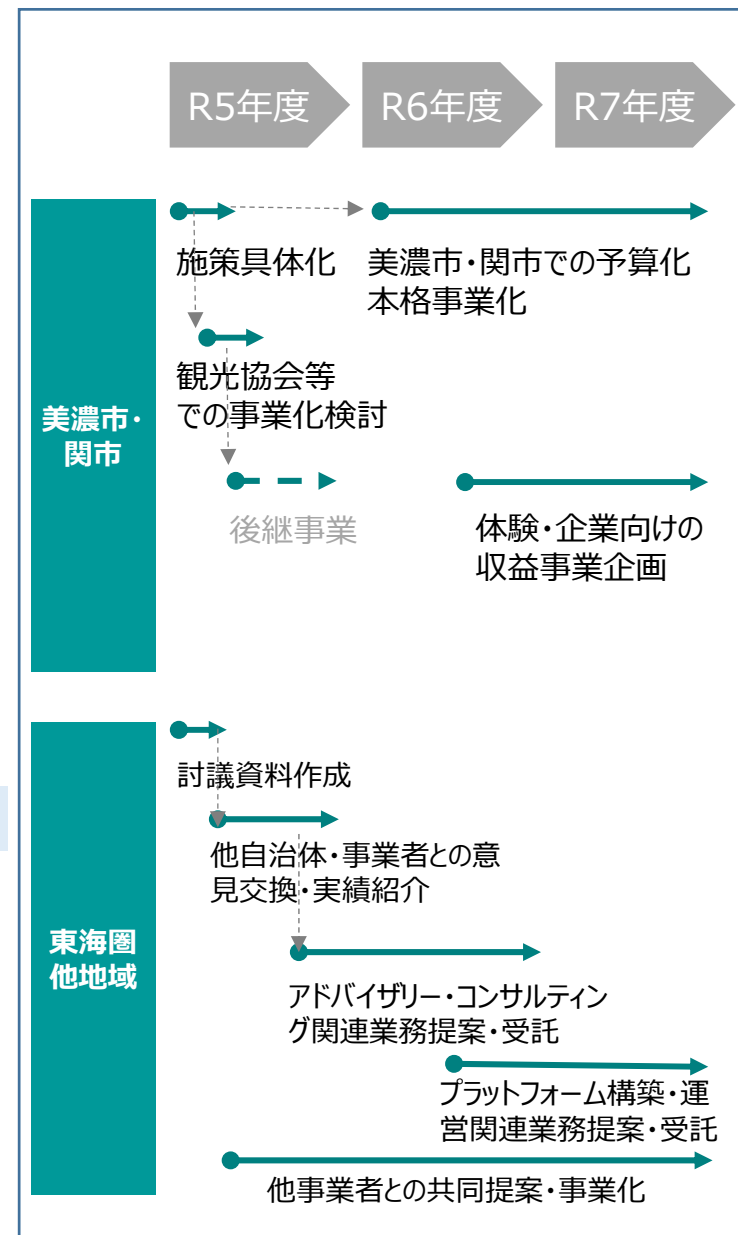 R5年度
R6年度
R7年度
美濃市・
関市
施策具体化
美濃市・関市での予算化
本格事業化
観光協会等
での事業化検討
後継事業
体験・企業向けの
収益事業企画
東海圏
他地域
討議資料作成
他自治体・事業者との意
見交換・実績紹介
アドバイザリー・コンサルティン
グ関連業務提案・受託
プラットフォーム構築・運
営関連業務提案・受託
他事業者との共同提案・事業化